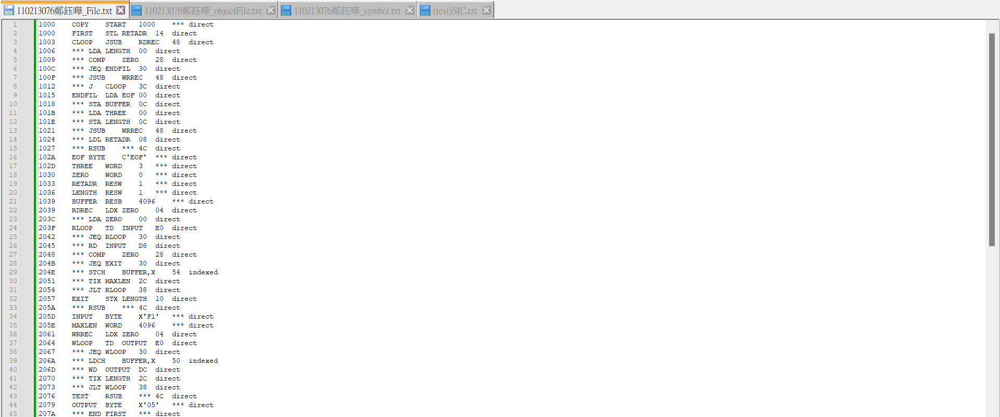 110213076鄭鈺曄_File.txt 110213076鄭鈺曄_objectFile.txt 110213076鄭鈺曄_symbol.txt (test)SIC.txt
1 1000 COPY START 1000 *** direct
2 1000 FIRST STL RETADR 14 direct
3 1003 CLOOP JSUB RDREC 48 direct
4 1006 *** LDA LENGTH 00 direct
5 1009 *** COMP ZERO 28 direct
6 100C *** JEQ ENDFIL 30 direct
7 100F *** JSUB WRREC 48 direct
8 1012 *** J CLOOP 3C direct
9 1015 ENDFIL LDA EOF 00 direct
10 1018 *** STA BUFFER 0C direct
11 101B *** LDA THREE 00 direct
12 101E *** STA LENGTH 0C direct
13 1021 *** JSUB WRREC 48 direct
14 1024 *** LDL RETADR 08 direct
15 1027 *** RSUB *** 4C direct
16 102A EOF BYTE C'EOF' *** direct
17 102D THREE WORD 3 *** direct
18 1030 ZERO WORD 0 *** direct
19 1033 RETADR RESW 1 *** direct
20 1036 LENGTH RESW 1 *** direct
21 1039 BUFFER RESB 4096 *** direct
22 2039 RDREC LDX ZERO 04 direct
23 203C *** LDA ZERO 00 direct
24 203F RLOOP TD INPUT E0 direct
25 2042 *** JEQ RLOOP 30 direct
26 2045 *** RD INPUT D8 direct
27 2048 *** COMP ZERO 28 direct
28 204B *** JEQ EXIT 30 direct
29 204E *** STCH BUFFER,X 54 indexed
30 2051 *** TIX MAXLEN 2C direct
31 2054 *** JLT RLOOP 38 direct
32 2057 EXIT STX LENGTH 10 direct
33 205A *** RSUB *** 4C direct
34 205D INPUT BYTE X'F1' *** direct
35 205E MAXLEN WORD 4096 *** direct
36 2061 WRREC LDX ZERO 04 direct
37 2064 WLOOP TD OUTPUT E0 direct
38 2067 *** JEQ WLOOP 30 direct
39 206A *** LDCH BUFFER,X 50 indexed
40 206D *** WD OUTPUT DC direct
41 2070 *** TIX LENGTH 2C direct
42 2073 *** JLT WLOOP 38 direct
43 2076 TEST RSUB *** 4C direct
44 2079 OUTPUT BYTE X'05' *** direct
45 207A *** END FIRST *** direct